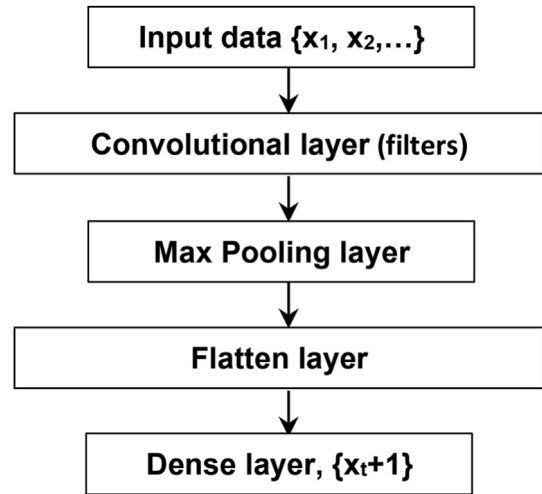 Input data {x₁, x₂,...}
Convolutional layer (filters)
Max Pooling layer
Flatten layer
Dense layer, {xₜ+1}